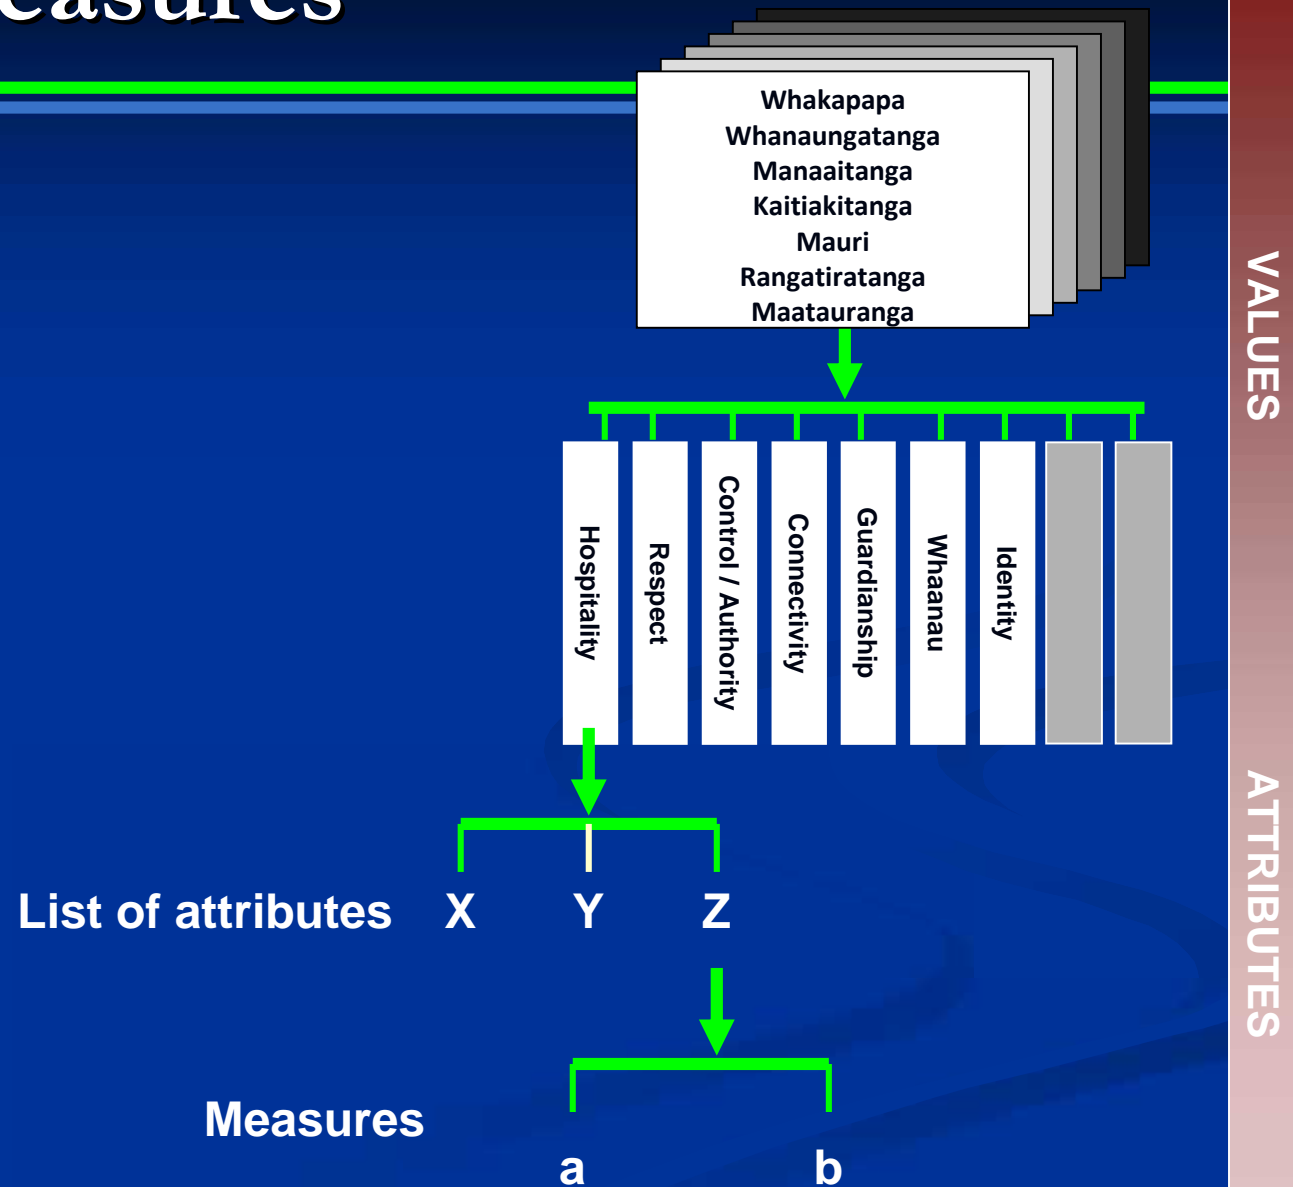 Whakapapa
Whanaungatanga
Manaaitanga
Kaitiakitanga
Mauri
Rangatiratanga
Maatauranga
VALUES
Hospitality
Respect
Control / Authority
Connectivity
Guardianship
Whaanau
Identity
ATTRIBUTES
List of attributes X Y Z
Measures
a b